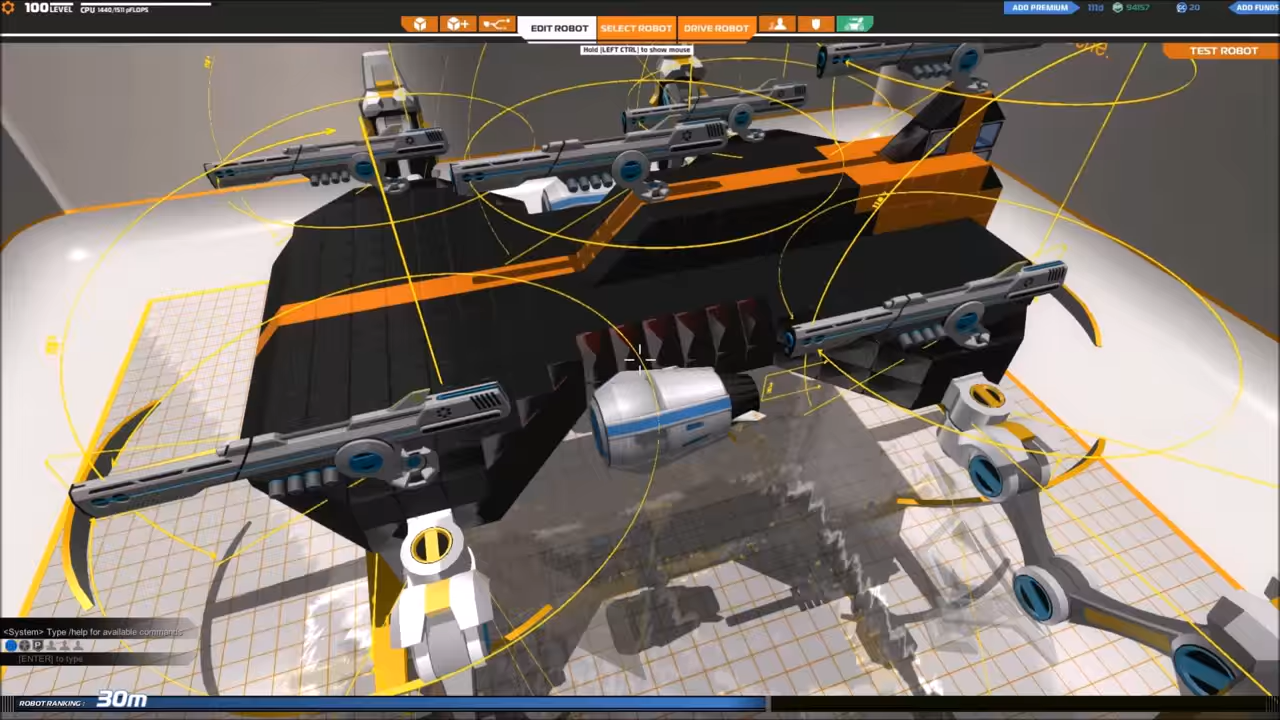 100 LEVEL
CPU 1440/1511 pFLOPS
ADD PREMIUM
111d
94157
20
ADD FUNDS
EDIT ROBOT
SELECT ROBOT
DRIVE ROBOT
Hold [LEFT CTRL] to show mouse
TEST ROBOT
<System> Type /help for available commands
P
[ENTER] to type
ROBOT RANKING :
30m